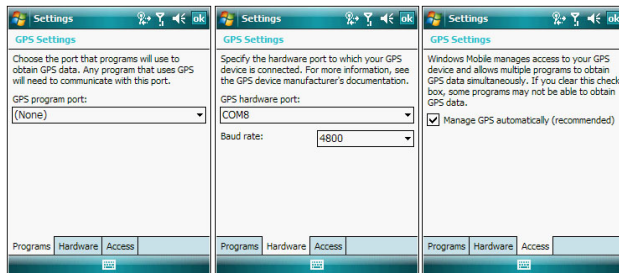 Settings
ok
GPS Settings
Choose the port that programs will use to
obtain GPS data. Any program that uses GPS
will need to communicate with this port.
GPS program port:
(None)
Programs Hardware Access
Settings
ok
GPS Settings
Specify the hardware port to which your GPS
device is connected. For more information, see
the GPS device manufacturer's documentation.
GPS hardware port:
COM8
Baud rate: 4800
Programs Hardware Access
Settings
ok
GPS Settings
Windows Mobile manages access to your GPS
device and allows multiple programs to obtain
GPS data simultaneously. If you clear this check
box, some programs may not be able to obtain
GPS data.
Manage GPS automatically (recommended)
Programs Hardware Access